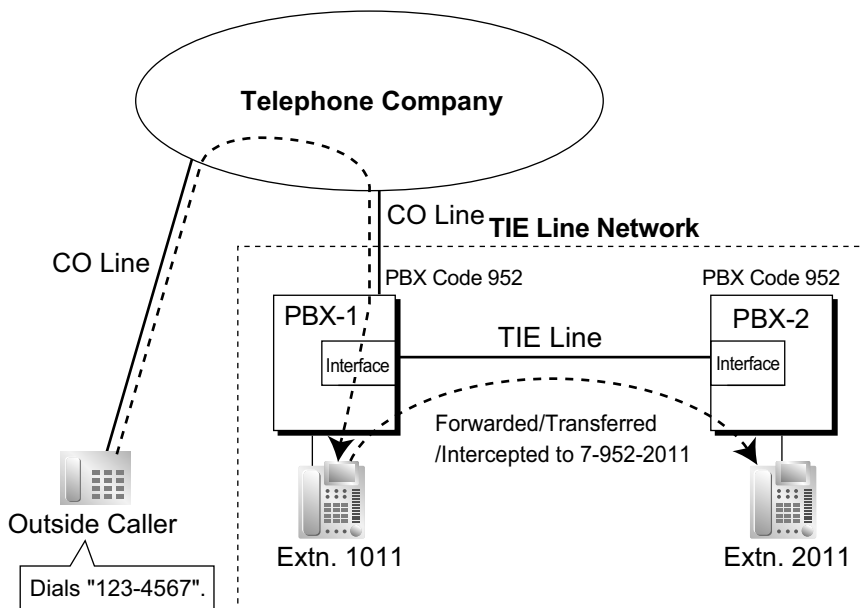 Telephone Company
CO Line
TIE Line Network
CO Line
PBX Code 952
PBX Code 952
PBX-1
PBX-2
TIE Line
Interface
Interface
Forwarded/Transferred
/Intercepted to 7-952-2011
Outside Caller
Extn. 1011
Extn. 2011
Dials "123-4567".